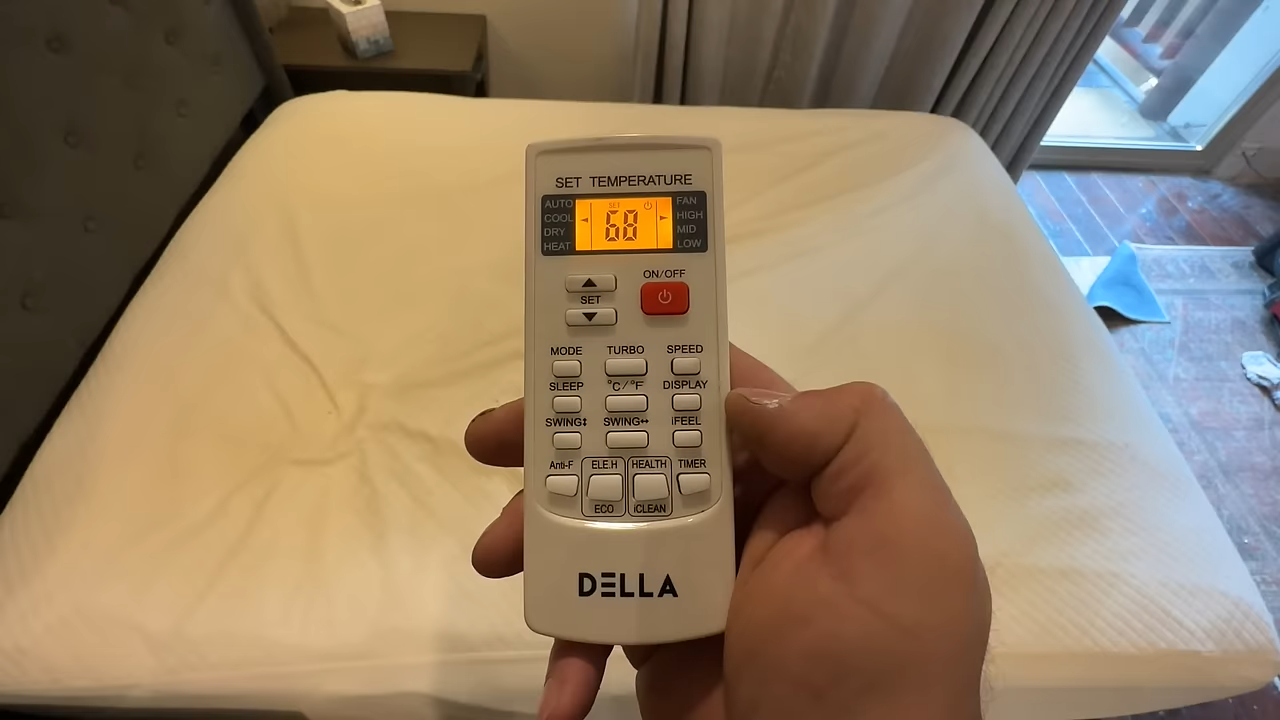 SET TEMPERATURE
AUTO
COOL
DRY
HEAT
SET
68
FAN
HIGH
MID
LOW
ON/OFF
SET
MODE TURBO SPEED
SLEEP °C/°F DISPLAY
SWING↕ SWING↔ iFEEL
Anti-F ELE.H HEALTH TIMER
ECO iCLEAN
DELLA